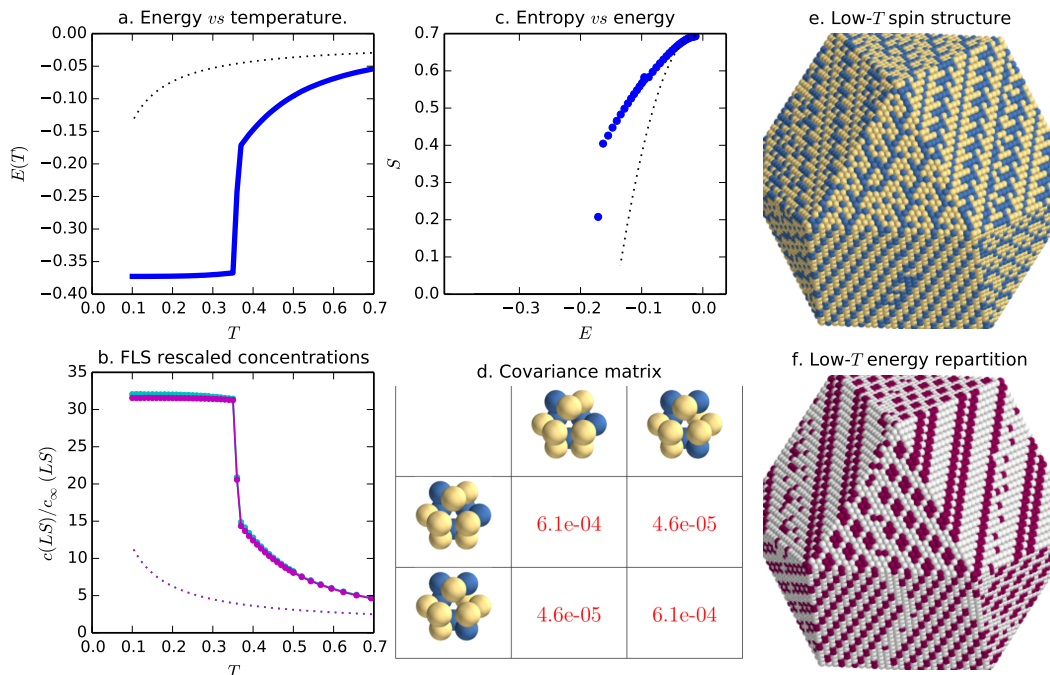 a. Energy vs temperature.
0.00
−0.05
−0.10
−0.15
−0.20
−0.25
−0.30
−0.35
−0.40
E(T)
0.0 0.1 0.2 0.3 0.4 0.5 0.6 0.7
T
c. Entropy vs energy
0.7
0.6
0.5
0.4
0.3
0.2
0.1
0.0
S
−0.3 −0.2 −0.1 0.0
E
e. Low-T spin structure
b. FLS rescaled concentrations
35
30
25
20
15
10
5
0
c(LS)/c∞ (LS)
0.0 0.1 0.2 0.3 0.4 0.5 0.6 0.7
T
d. Covariance matrix
6.1e-04 4.6e-05
4.6e-05 6.1e-04
f. Low-T energy repartition